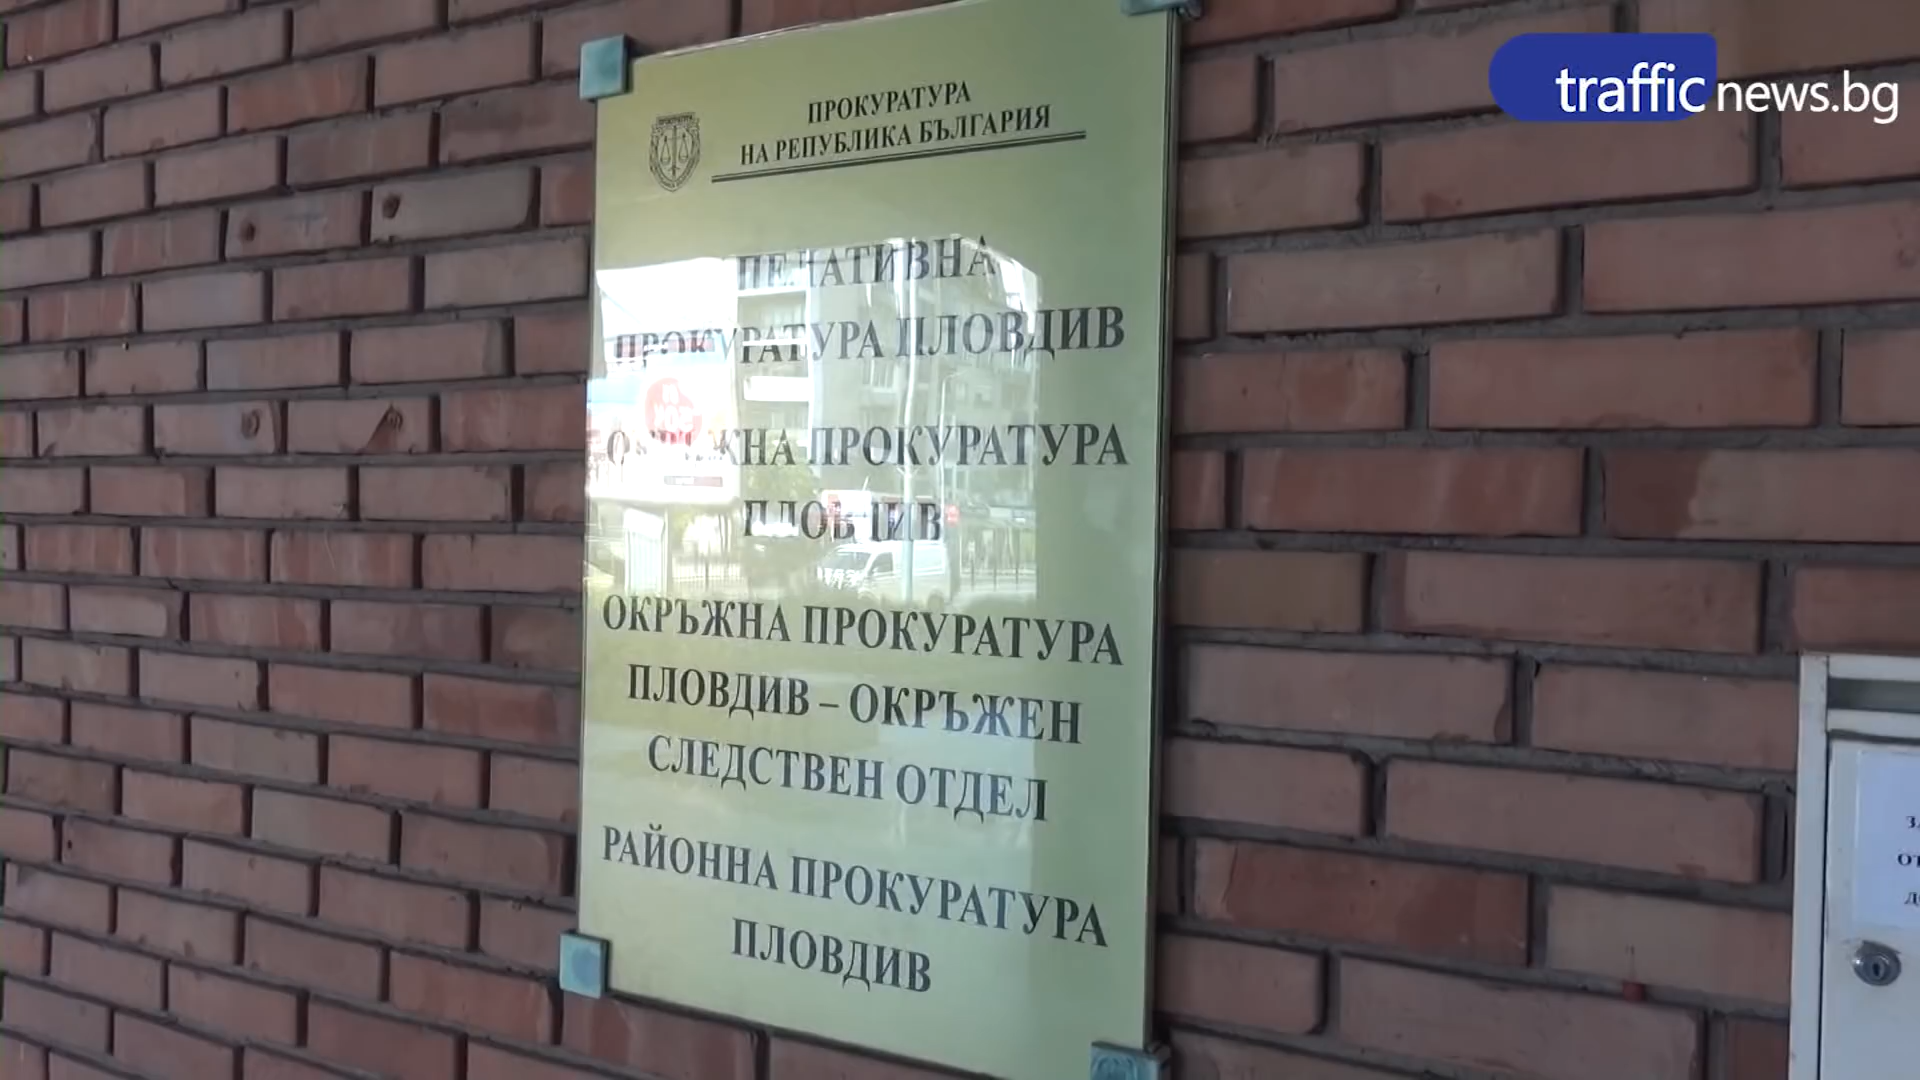 trafficnews.bg
ПРОКУРАТУРА
НА РЕПУБЛИКА БЪЛГАРИЯ
ПЕЛАТИВНА
ПРОКУРАТУРА ПЛОВДИВ
ОКРЪЖНА ПРОКУРАТУРА
ПЛОВДИВ
ОКРЪЖНА ПРОКУРАТУРА
ПЛОВДИВ – ОКРЪЖЕН
СЛЕДСТВЕН ОТДЕЛ
РАЙОННА ПРОКУРАТУРА
ПЛОВДИВ